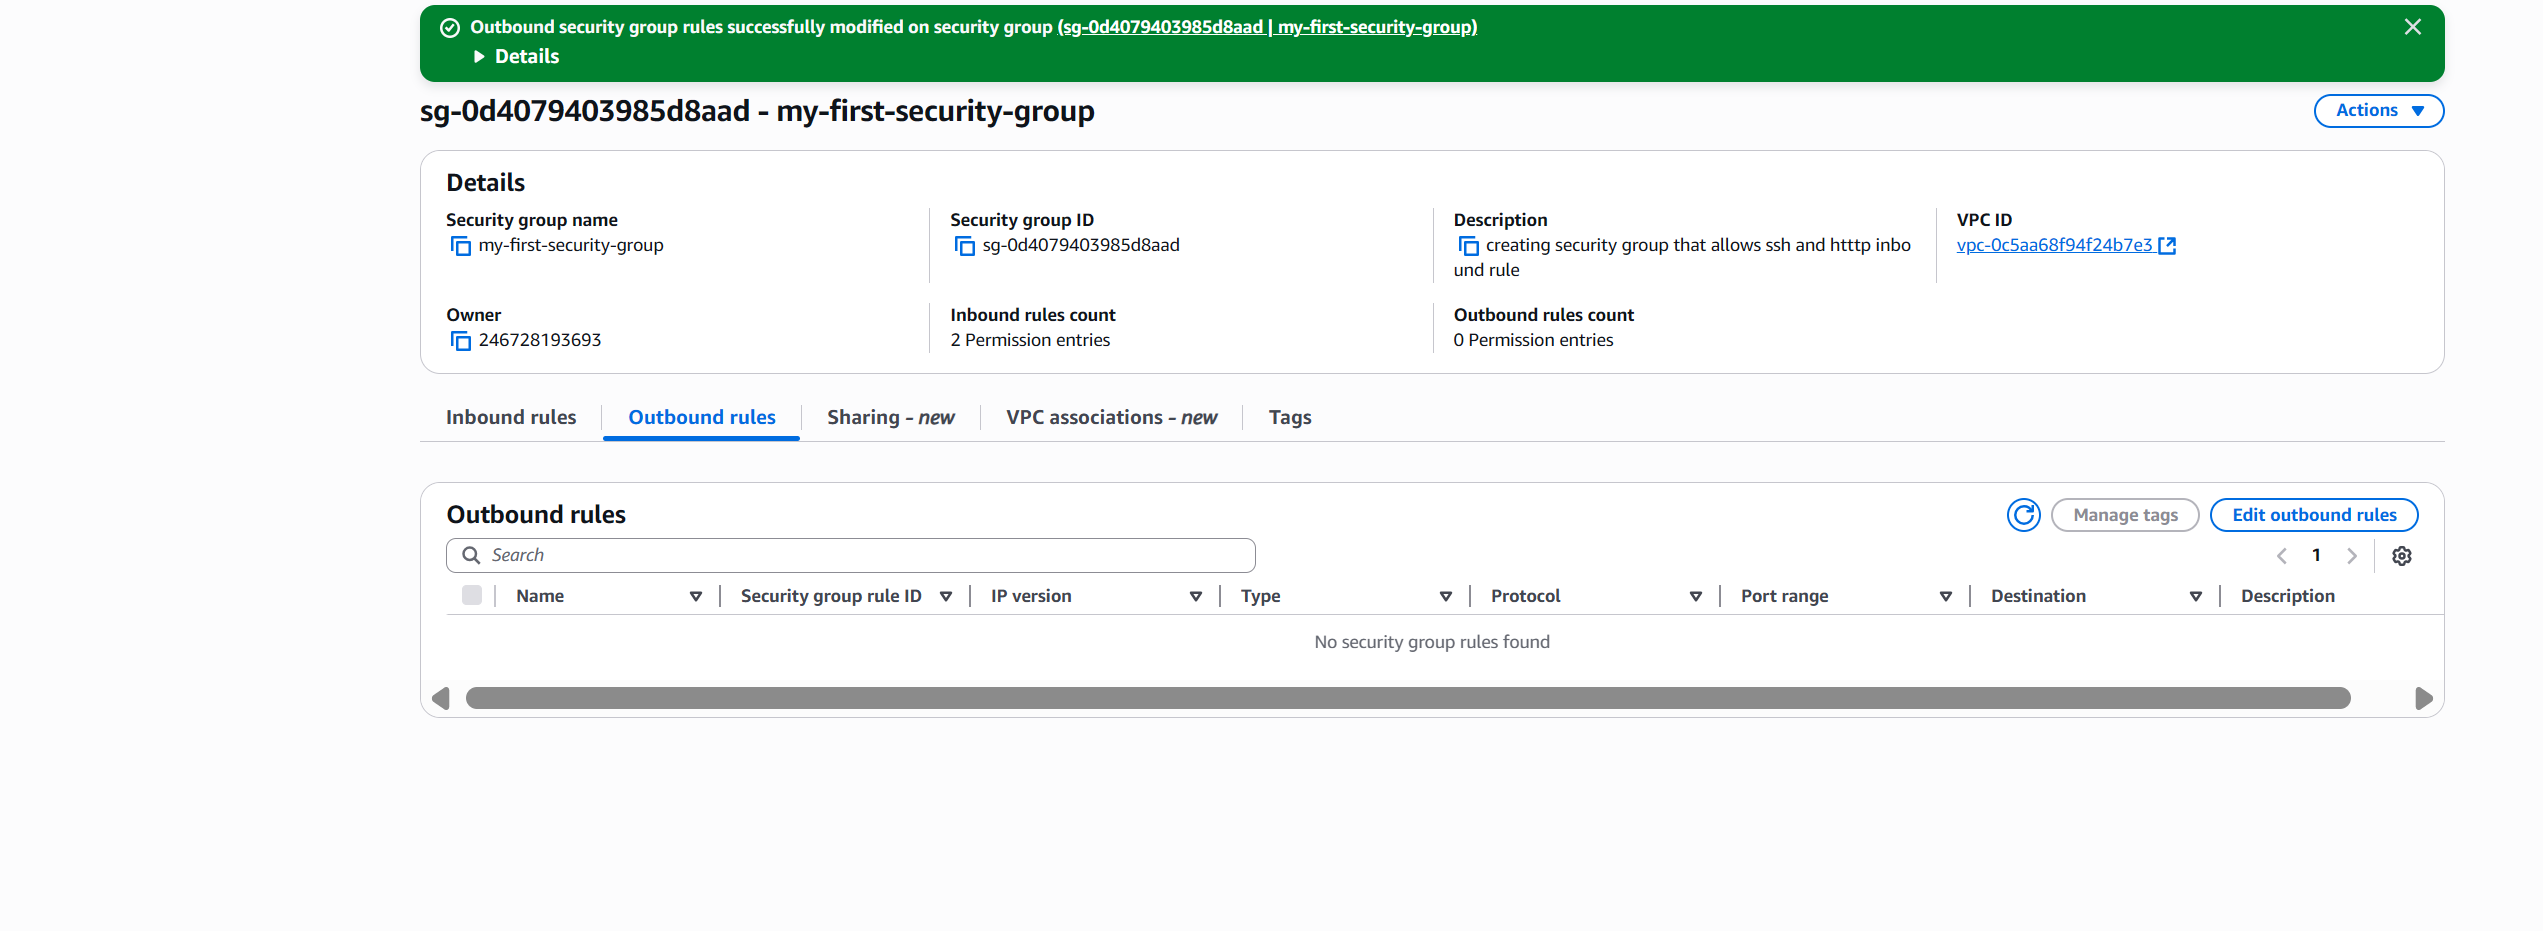 Outbound security group rules successfully modified on security group (sg-0d4079403985d8aad | my-first-security-group)
Details
sg-0d4079403985d8aad - my-first-security-group
Actions
Details
Security group name
my-first-security-group
Security group ID
sg-0d4079403985d8aad
Description
creating security group that allows ssh and htttp inbo
und rule
VPC ID
vpc-0c5aa68f94f24b7e3
Owner
246728193693
Inbound rules count
2 Permission entries
Outbound rules count
0 Permission entries
Inbound rules
Outbound rules
Sharing - new
VPC associations - new
Tags
Outbound rules
Manage tags
Edit outbound rules
Search
1
Name
Security group rule ID
IP version
Type
Protocol
Port range
Destination
Description
No security group rules found